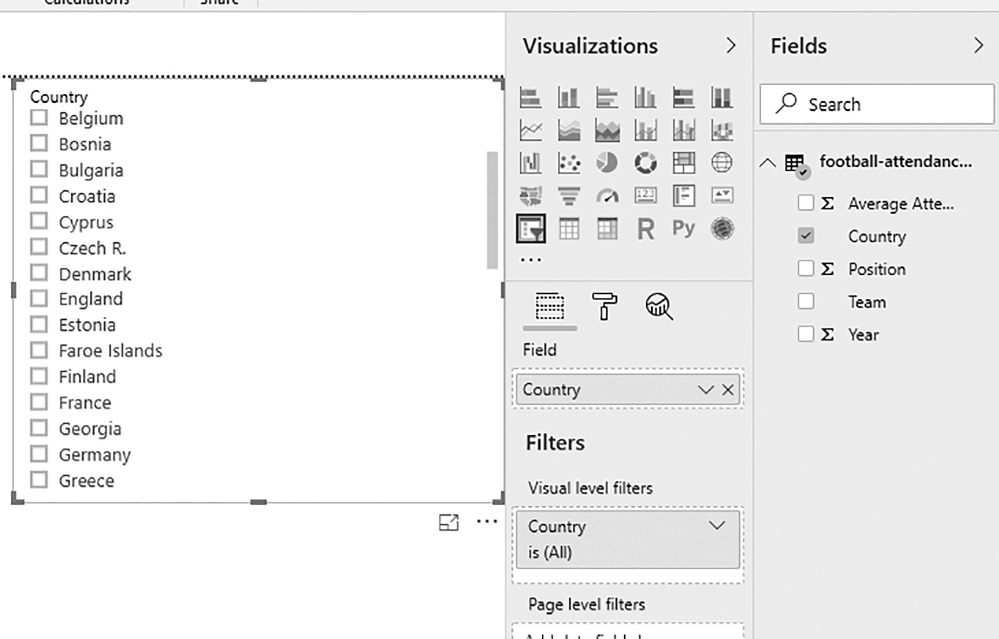 Calculations
Share
Country
Belgium
Bosnia
Bulgaria
Croatia
Cyprus
Czech R.
Denmark
England
Estonia
Faroe Islands
Finland
France
Georgia
Germany
Greece
Visualizations
123
R
Py
Field
Country
Filters
Visual level filters
Country
is (All)
Page level filters
Fields
Search
football-attendanc...
Σ Average Atte...
Country
Σ Position
Team
Σ Year